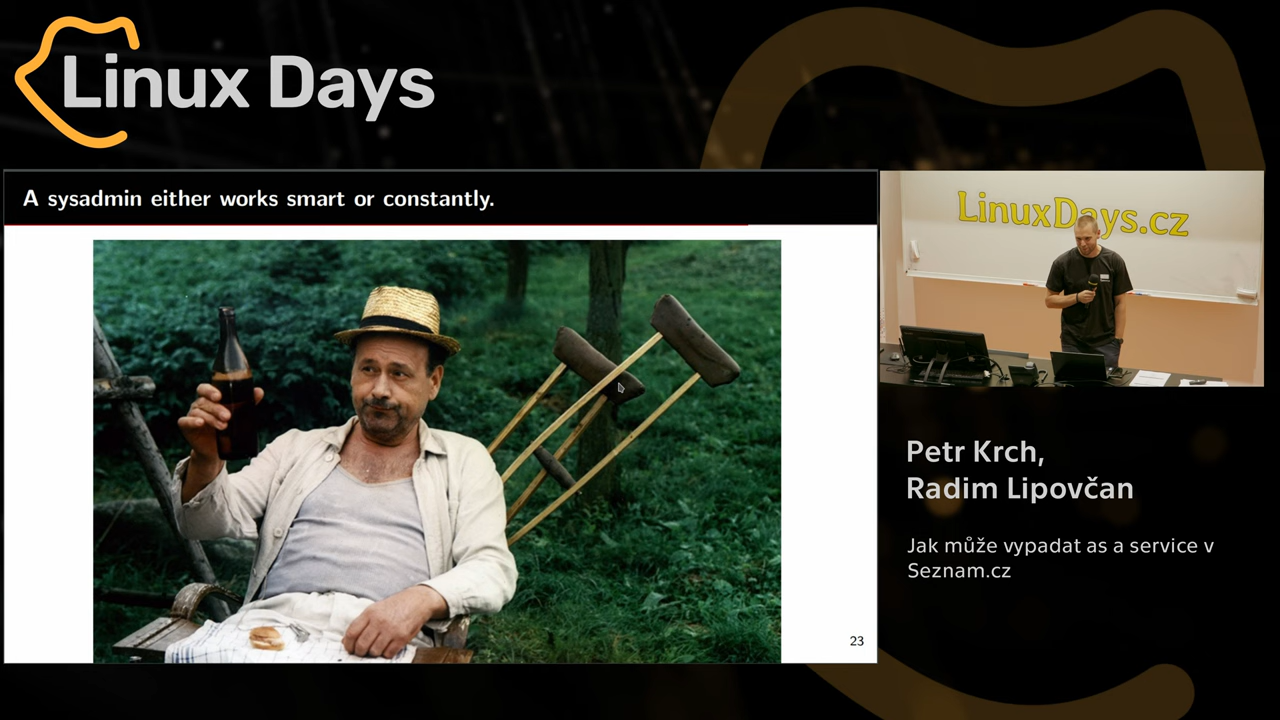 Linux Days
A sysadmin either works smart or constantly.
LinuxDays.cz
23
Petr Krch,
Radim Lipovčan
Jak může vypadat as a service v
Seznam.cz